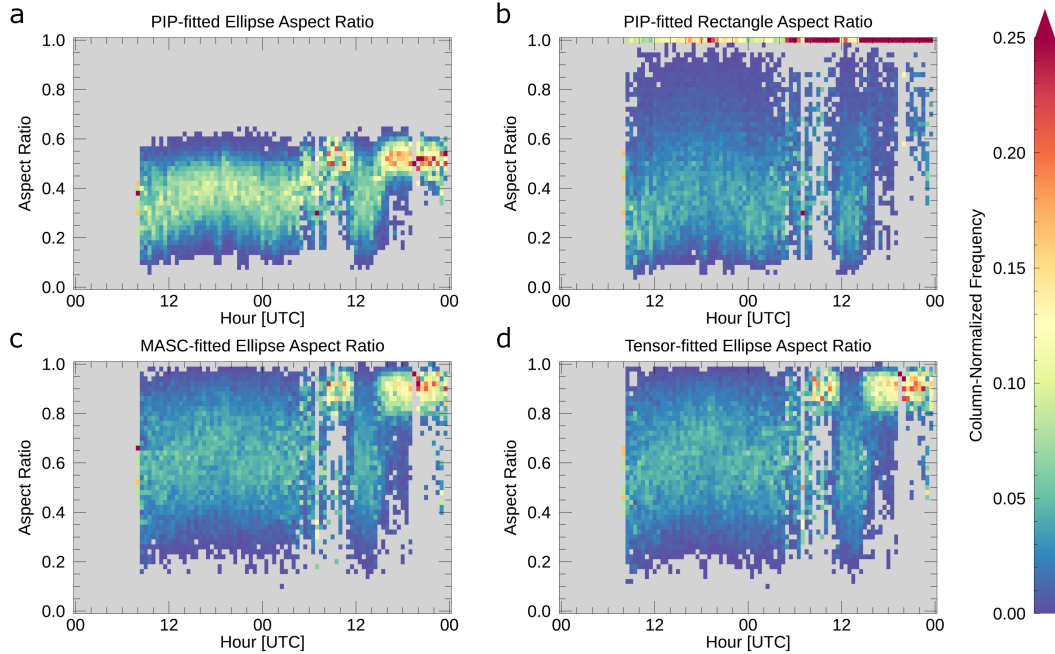 a
PIP-fitted Ellipse Aspect Ratio
1.0
0.8
0.6
0.4
0.2
0.0
Aspect Ratio
00 12 00 12 00
Hour [UTC]
b
PIP-fitted Rectangle Aspect Ratio
1.0
0.8
0.6
0.4
0.2
0.0
Aspect Ratio
00 12 00 12 00
Hour [UTC]
c
MASC-fitted Ellipse Aspect Ratio
1.0
0.8
0.6
0.4
0.2
0.0
Aspect Ratio
00 12 00 12 00
Hour [UTC]
d
Tensor-fitted Ellipse Aspect Ratio
1.0
0.8
0.6
0.4
0.2
0.0
Aspect Ratio
00 12 00 12 00
Hour [UTC]
0.25
0.20
0.15
0.10
0.05
0.00
Column-Normalized Frequency